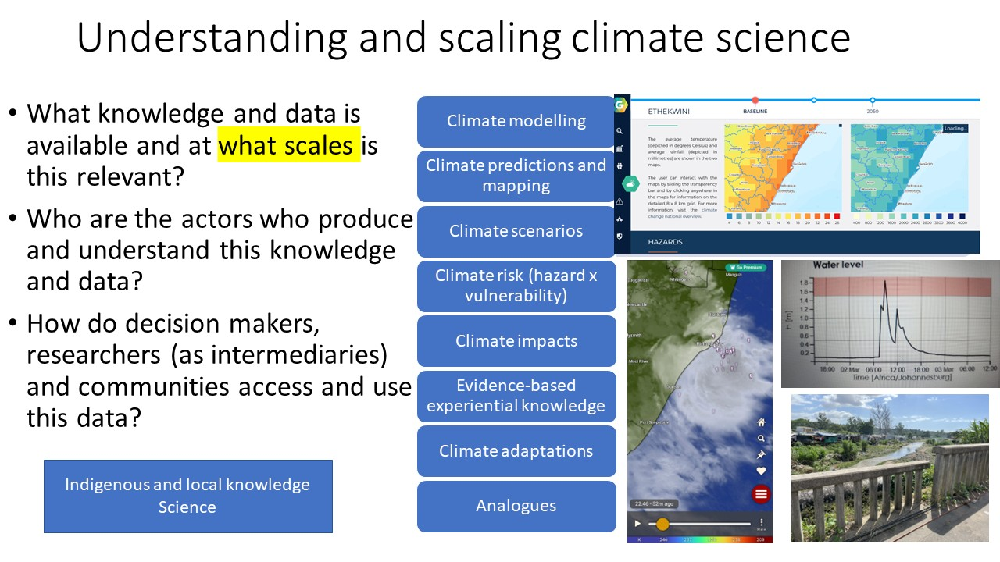 Understanding and scaling climate science
• What knowledge and data is
available and at what scales is
this relevant?
• Who are the actors who produce
and understand this knowledge
and data?
• How do decision makers,
researchers (as intermediaries)
and communities access and use
this data?
Indigenous and local knowledge
Science
Climate modelling
Climate predictions and
mapping
Climate scenarios
Climate risk (hazard x
vulnerability)
Climate impacts
Evidence-based
experiential knowledge
Climate adaptations
Analogues
G
ETHEKWINI
BASELINE
2050
The average temperature
(depicted in degrees Celsius) and
average rainfall (depicted in
millimetres) are shown in the two
maps.
The user can interact with the
maps by sliding the transparency
bar and by clicking anywhere in
the maps for information on the
detailed 8 x 8 km grid. For more
information, visit the climate
change national overview.
Loading...
4 6 8 10 12 14 16 18 20 22 24 26
400 800 1200 1600 2000 2400 2800 3200 3600 4000
HAZARDS
Go Premium
Port Shepstone
22:46 - 52m ago
More
K 246 209
Water level
h [m]
1.8
1.6
1.4
1.2
1.0
0.8
0.6
0.4
0.2
18:00 02 Mar 06:00 12:00 18:00 03 Mar 06:00 12:00
Time [Africa/Johannesburg]